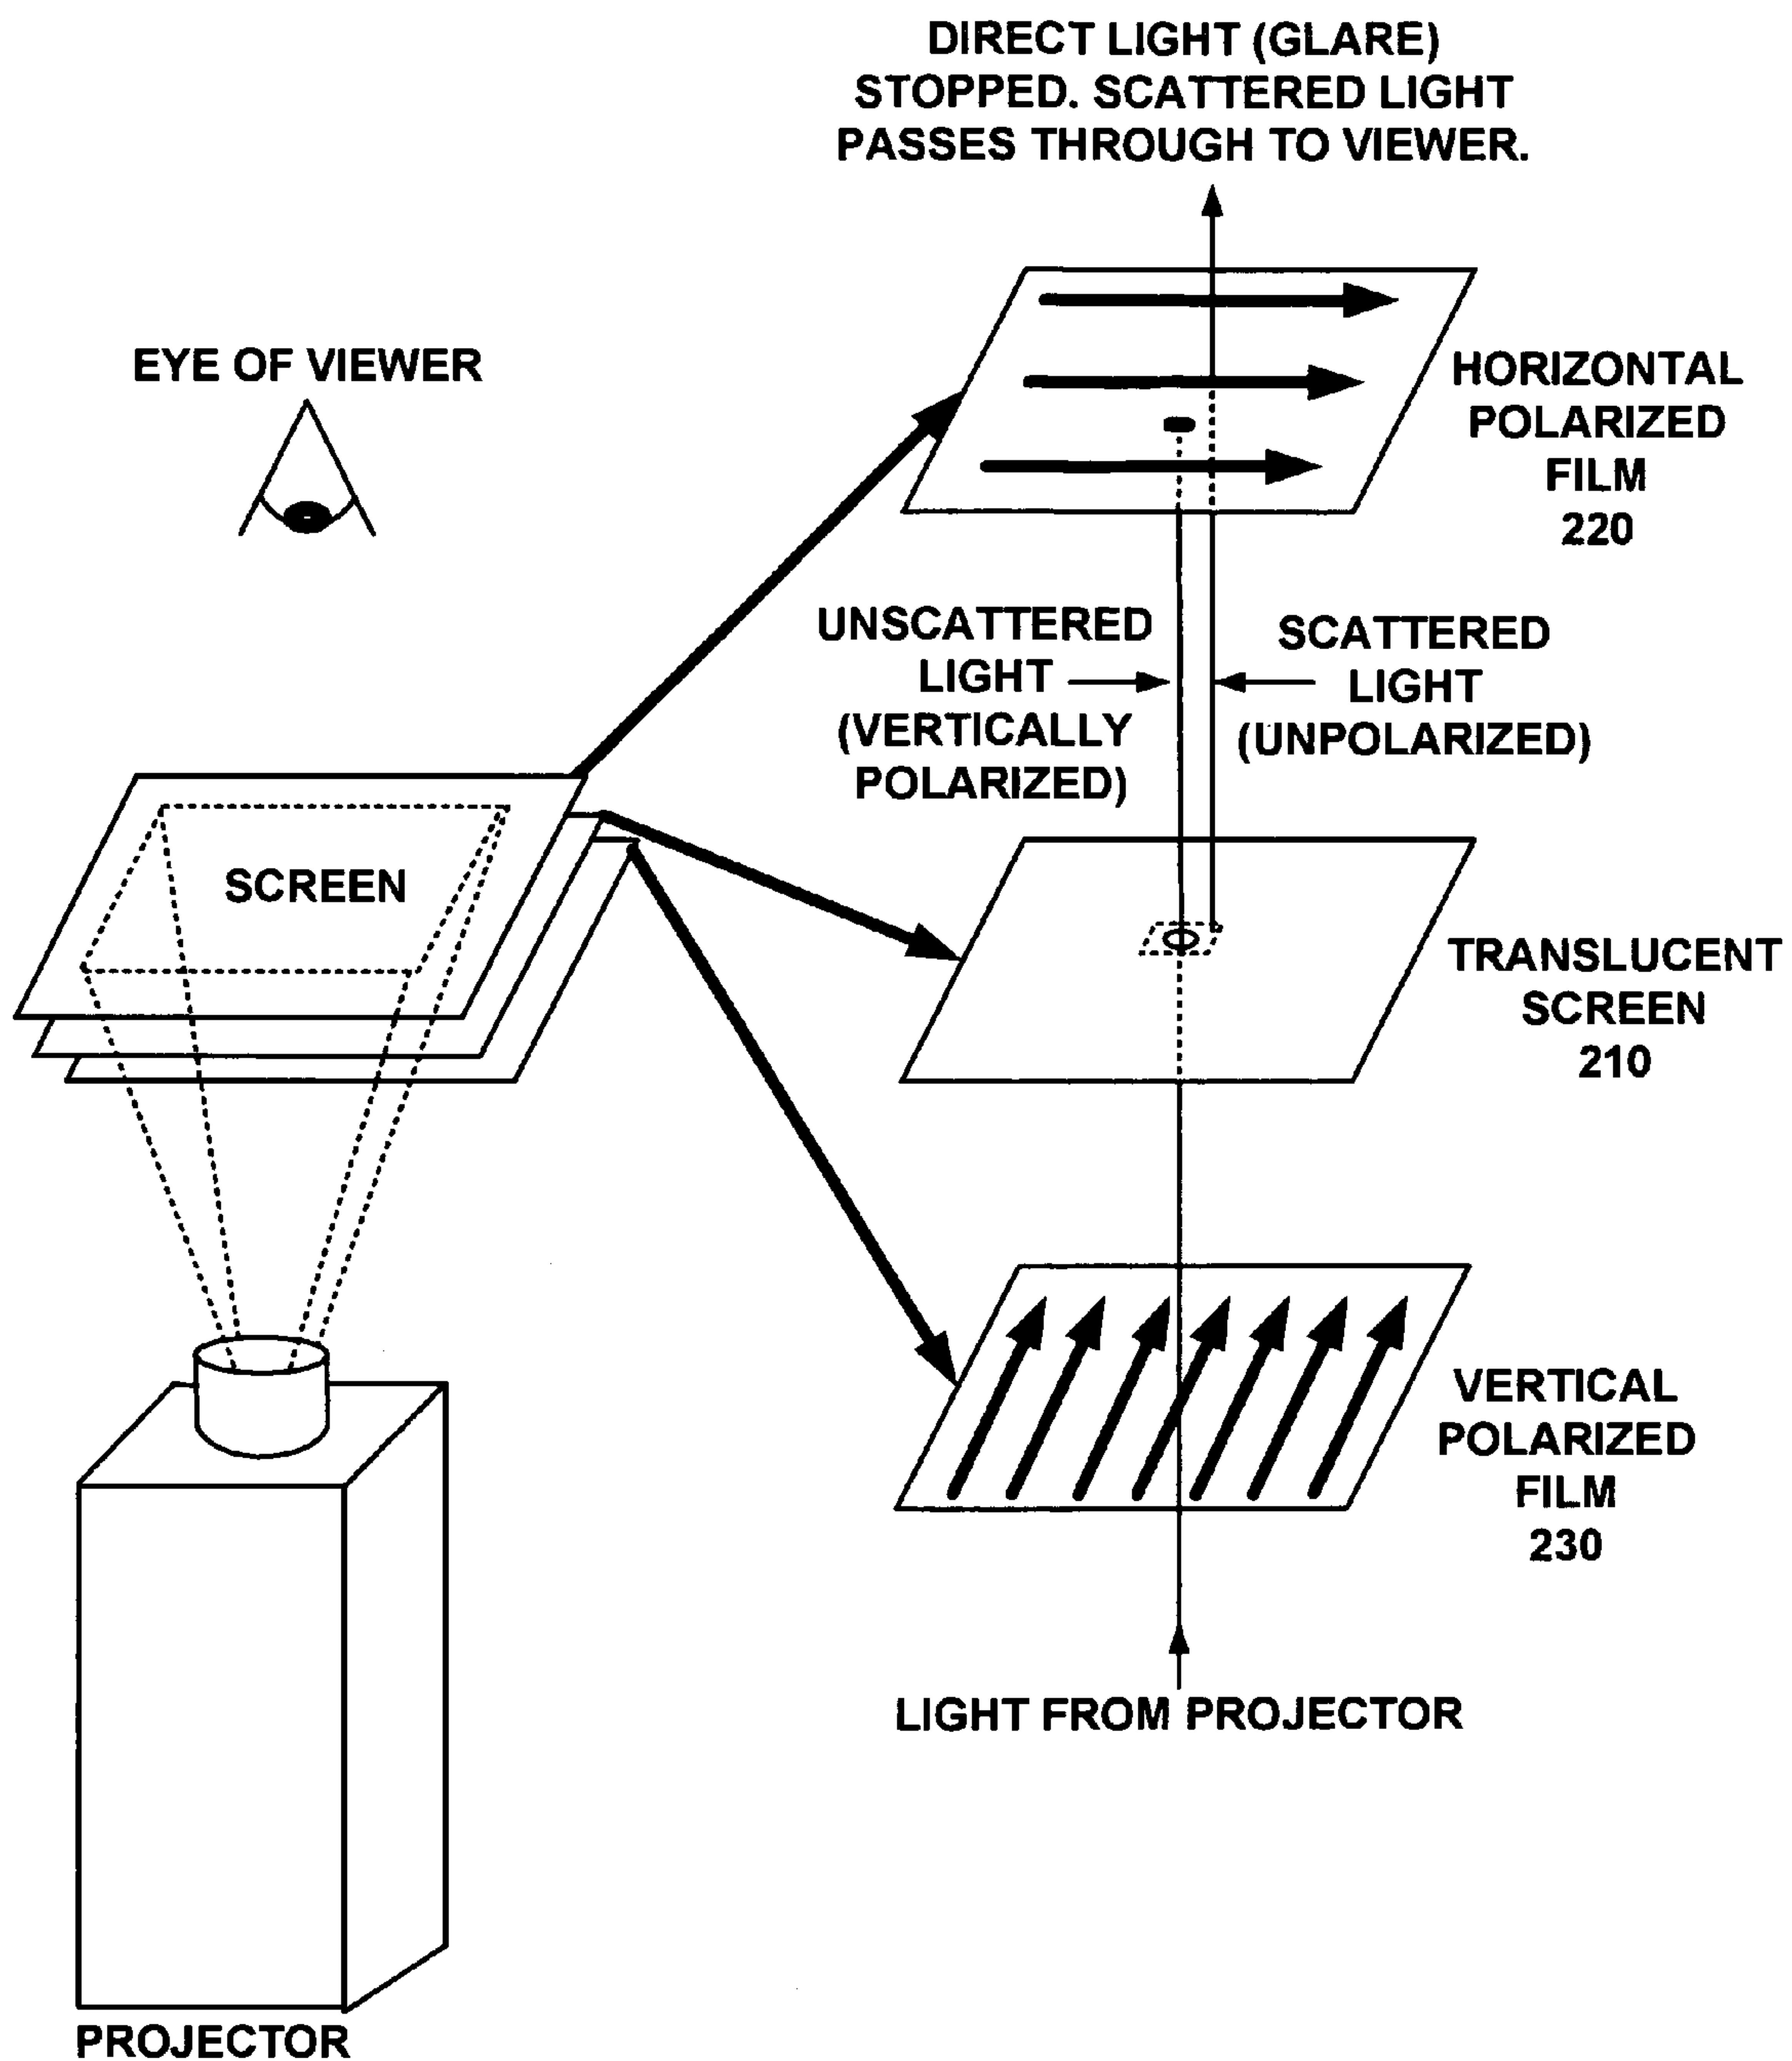 DIRECT LIGHT (GLARE)
STOPPED. SCATTERED LIGHT
PASSES THROUGH TO VIEWER.
EYE OF VIEWER
HORIZONTAL
POLARIZED
FILM
220
UNSCATTERED
LIGHT
(VERTICALLY
POLARIZED)
SCATTERED
LIGHT
(UNPOLARIZED)
SCREEN
TRANSLUCENT
SCREEN
210
VERTICAL
POLARIZED
FILM
230
LIGHT FROM PROJECTOR
PROJECTOR